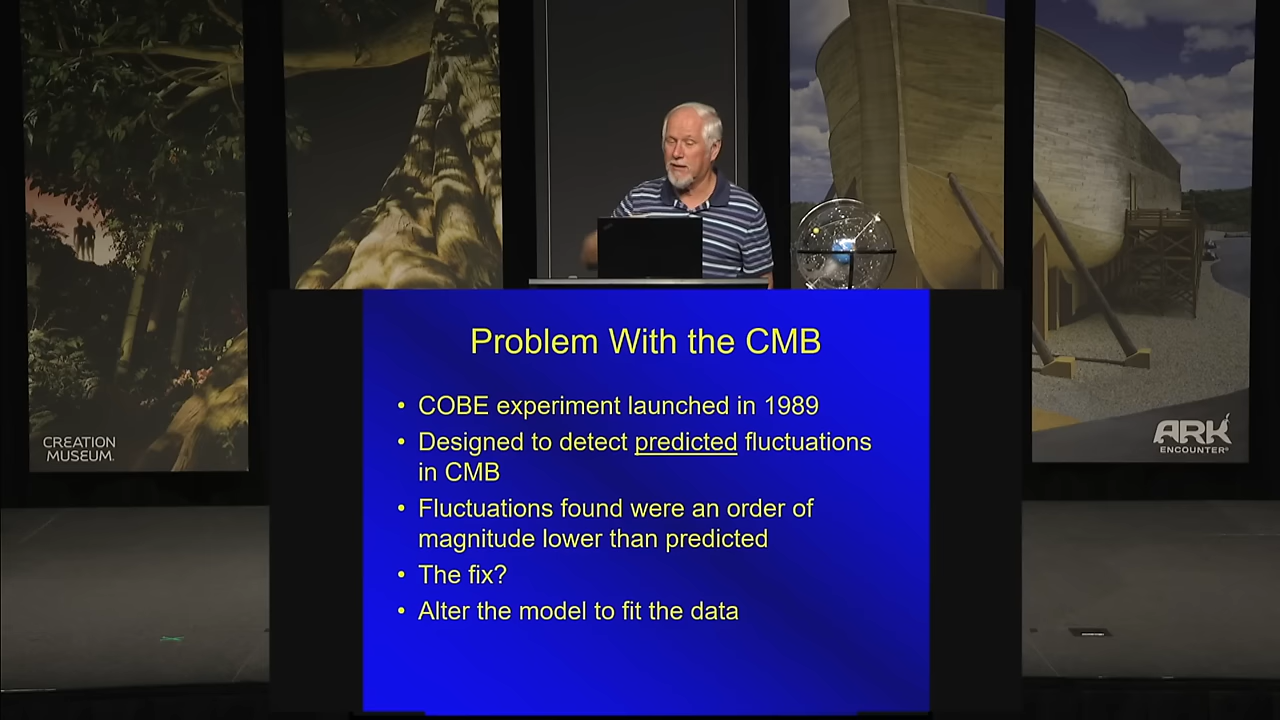 Problem With the CMB
• COBE experiment launched in 1989
• Designed to detect predicted fluctuations
in CMB
• Fluctuations found were an order of
magnitude lower than predicted
• The fix?
• Alter the model to fit the data
CREATION
MUSEUM.
ARK
ENCOUNTER®